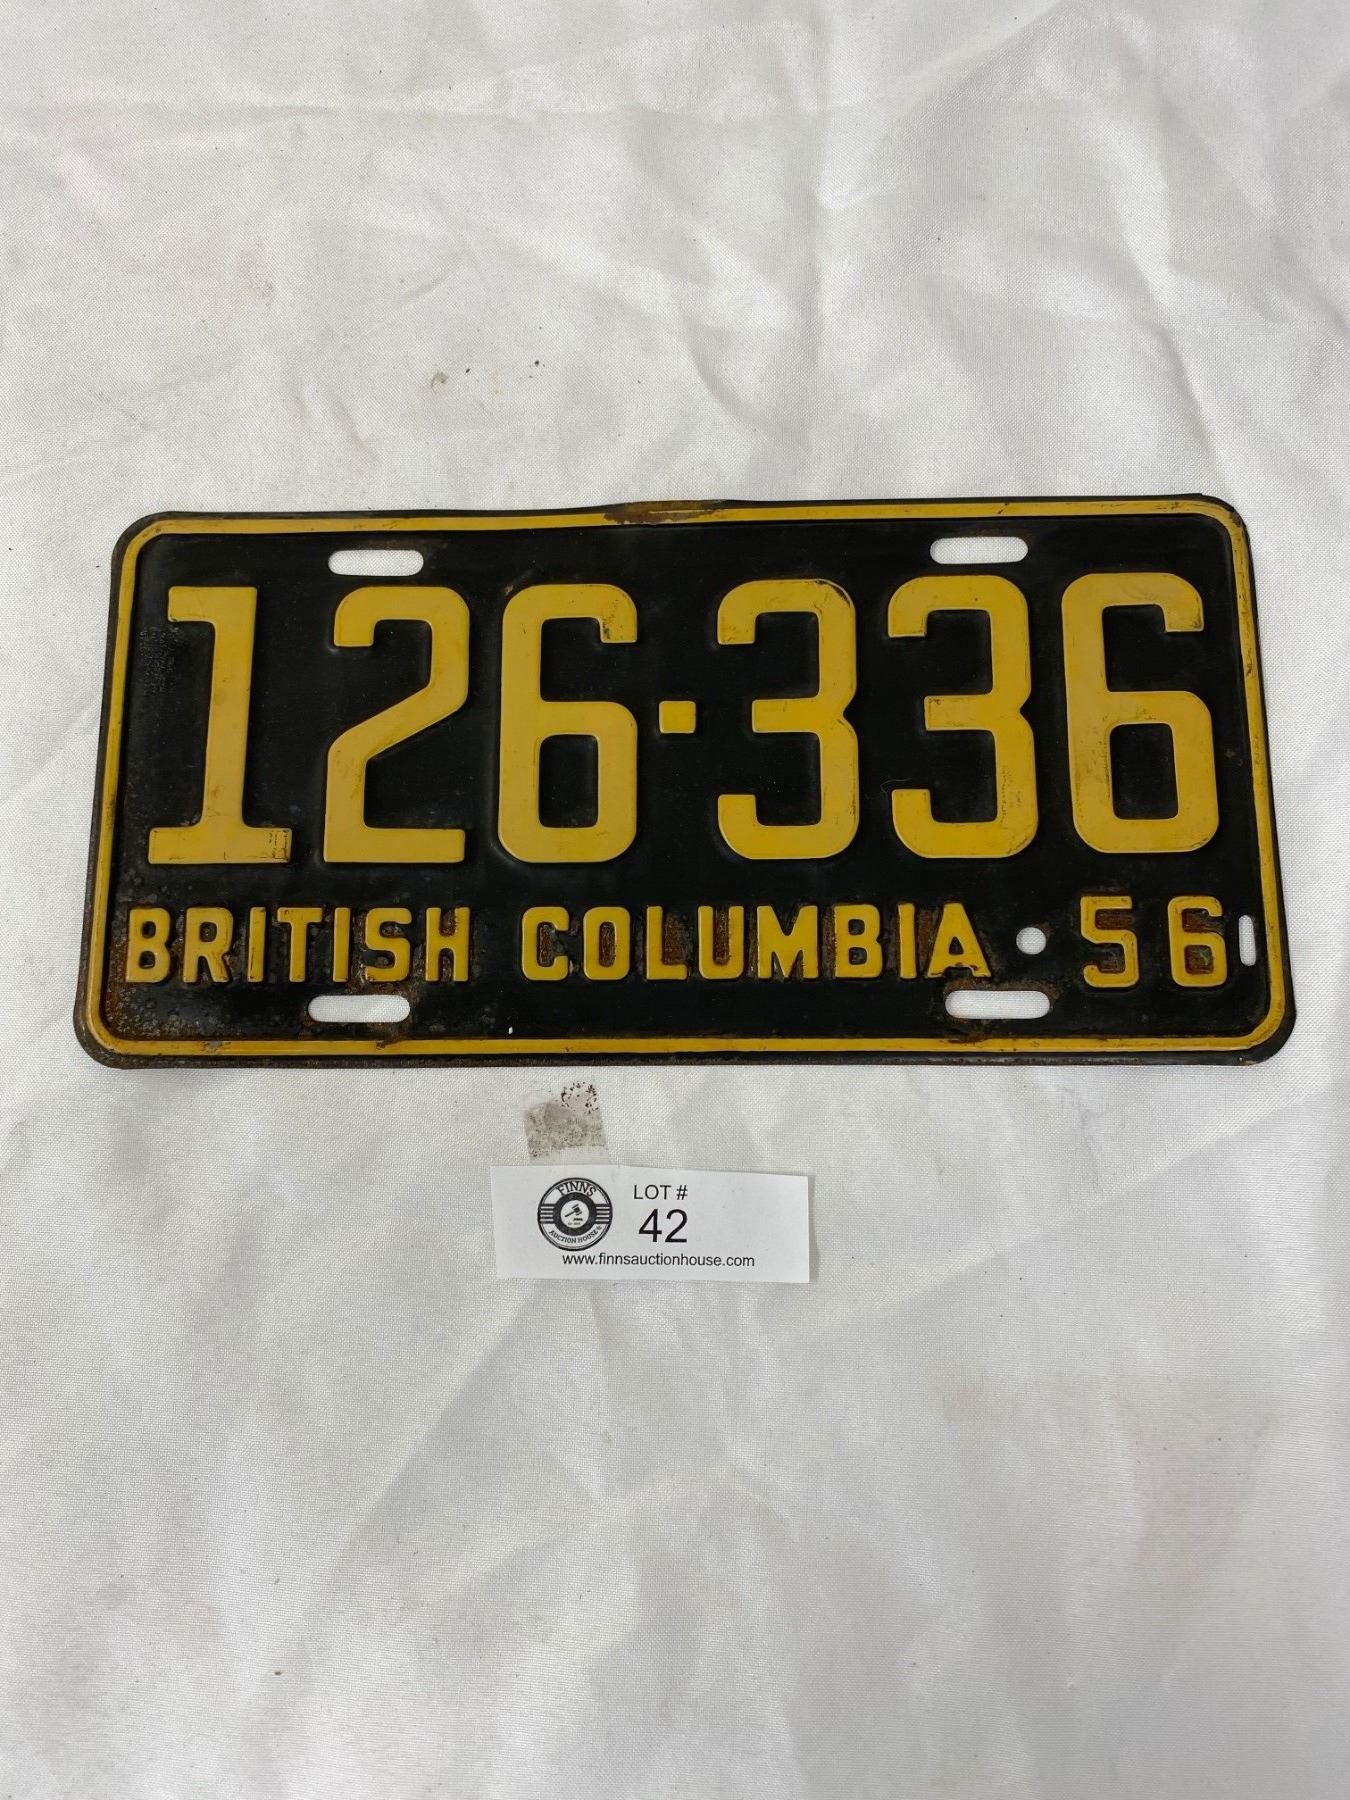 126-336
BRITISH COLUMBIA 56
FINNS
AUCTION HOUSE
LOT #
42
www.finnsauctionhouse.com